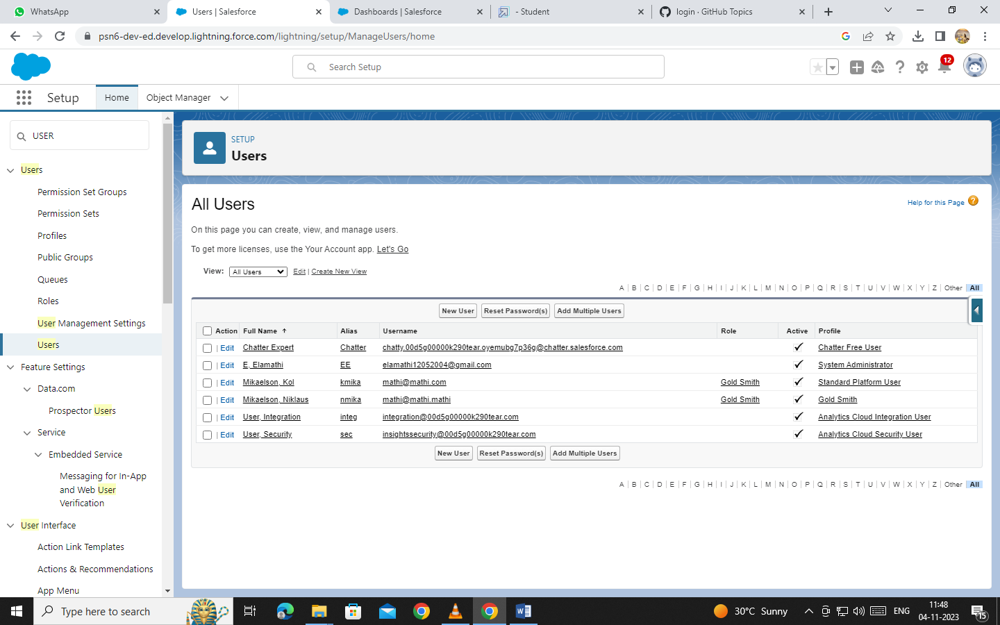 WhatsApp
Users | Salesforce
Dashboards | Salesforce
- Student
login · GitHub Topics
psn6-dev-ed.develop.lightning.force.com/lightning/setup/ManageUsers/home
Search Setup
12
Setup
Home
Object Manager
USER
Users
Permission Set Groups
Permission Sets
Profiles
Public Groups
Queues
Roles
User Management Settings
Users
Feature Settings
Data.com
Prospector Users
Service
Embedded Service
Messaging for In-App
and Web User
Verification
User Interface
Action Link Templates
Actions & Recommendations
App Menu
SETUP
Users
All Users
Help for this Page ?
On this page you can create, view, and manage users.
To get more licenses, use the Your Account app. Let's Go
View: All Users Edit | Create New View
A | B | C | D | E | F | G | H | I | J | K | L | M | N | O | P | Q | R | S | T | U | V | W | X | Y | Z | Other | All
New User Reset Password(s) Add Multiple Users
Action Full Name ↑ Alias Username Role Active Profile
| Edit Chatter Expert Chatter chatty.00d5g00000k290tear.oyemubg7p36g@chatter.salesforce.com ✓ Chatter Free User
| Edit E, Elamathi EE elamathi12052004@gmail.com ✓ System Administrator
| Edit Mikaelson, Kol kmika mathi@mathi.com Gold Smith ✓ Standard Platform User
| Edit Mikaelson, Niklaus nmika mathi@mathi.mathi Gold Smith ✓ Gold Smith
| Edit User, Integration integ integration@00d5g00000k290tear.com ✓ Analytics Cloud Integration User
| Edit User, Security sec insightssecurity@00d5g00000k290tear.com ✓ Analytics Cloud Security User
New User Reset Password(s) Add Multiple Users
A | B | C | D | E | F | G | H | I | J | K | L | M | N | O | P | Q | R | S | T | U | V | W | X | Y | Z | Other | All
Type here to search
30°C Sunny
ENG
11:48
04-11-2023
15